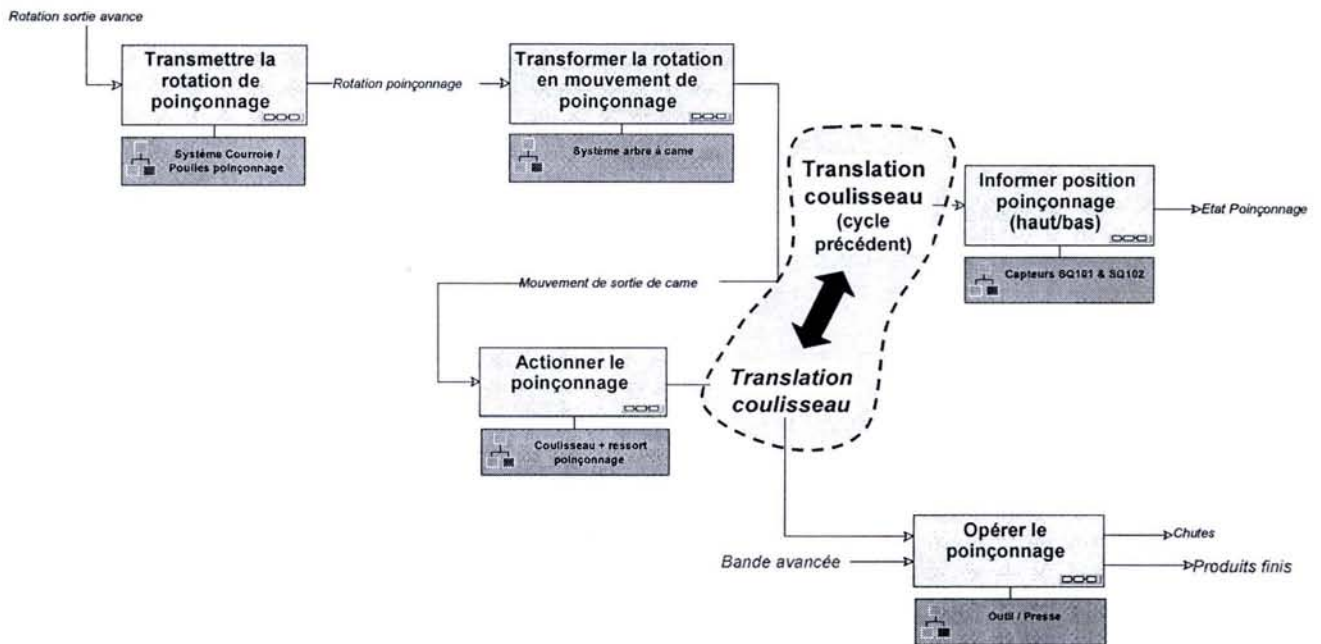 Rotation sortie avance
Transmettre la
rotation de
poinçonnage
Rotation poinçonnage
Transformer la rotation
en mouvement de
poinçonnage
Système Courroie /
Poulies poinçonnage
Système arbre à came
Translation
coulisseau
(cycle
précédent)
Informer position
poinçonnage
(haut/bas)
Etat Poinçonnage
Capteurs SQ101 & SQ102
Mouvement de sortie de came
Actionner le
poinçonnage
Translation
coulisseau
Coulisseau + ressort
poinçonnage
Opérer le
poinçonnage
Chutes
Bande avancée
Produits finis
Outil / Presse